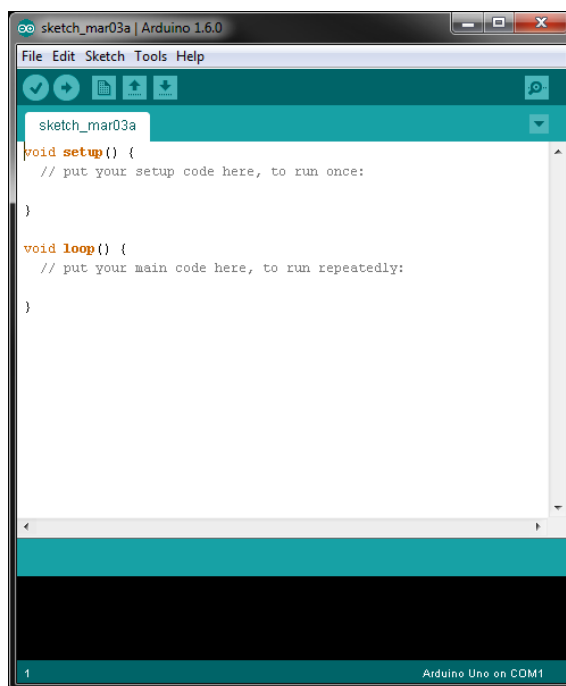 sketch_mar03a | Arduino 1.6.0
File Edit Sketch Tools Help
sketch_mar03a
void setup() {
  // put your setup code here, to run once:
}
void loop() {
  // put your main code here, to run repeatedly:
}
1
Arduino Uno on COM1